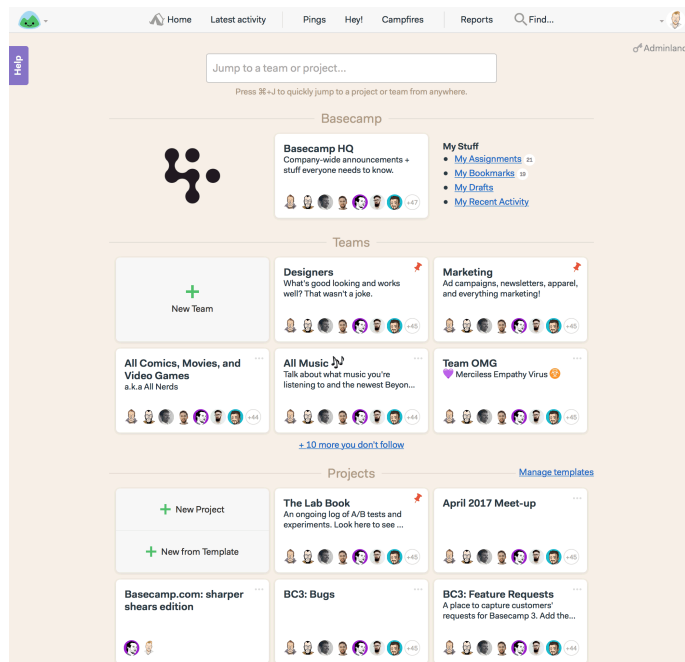 Home Latest activity Pings Hey! Campfires Reports Find...
Adminland
Help
Jump to a team or project...
Press ⌘+J to quickly jump to a project or team from anywhere.
Basecamp
Basecamp HQ
Company-wide announcements +
stuff everyone needs to know.
+47
My Stuff
My Assignments 21
My Bookmarks 19
My Drafts
My Recent Activity
Teams
New Team
Designers
What's good looking and works
well? That wasn't a joke.
+45
Marketing
Ad campaigns, newsletters, apparel,
and everything marketing!
+45
All Comics, Movies, and
Video Games
a.k.a All Nerds
+44
All Music 🎶
Talk about what music you're
listening to and the newest Beyon...
+44
Team OMG
💜 Merciless Empathy Virus
+45
+ 10 more you don't follow
Projects
Manage templates
New Project
New from Template
The Lab Book
An ongoing log of A/B tests and
experiments. Look here to see ...
+45
April 2017 Meet-up
+45
Basecamp.com: sharper
shears edition
BC3: Bugs
+45
BC3: Feature Requests
A place to capture customers'
requests for Basecamp 3. Add the...
+44